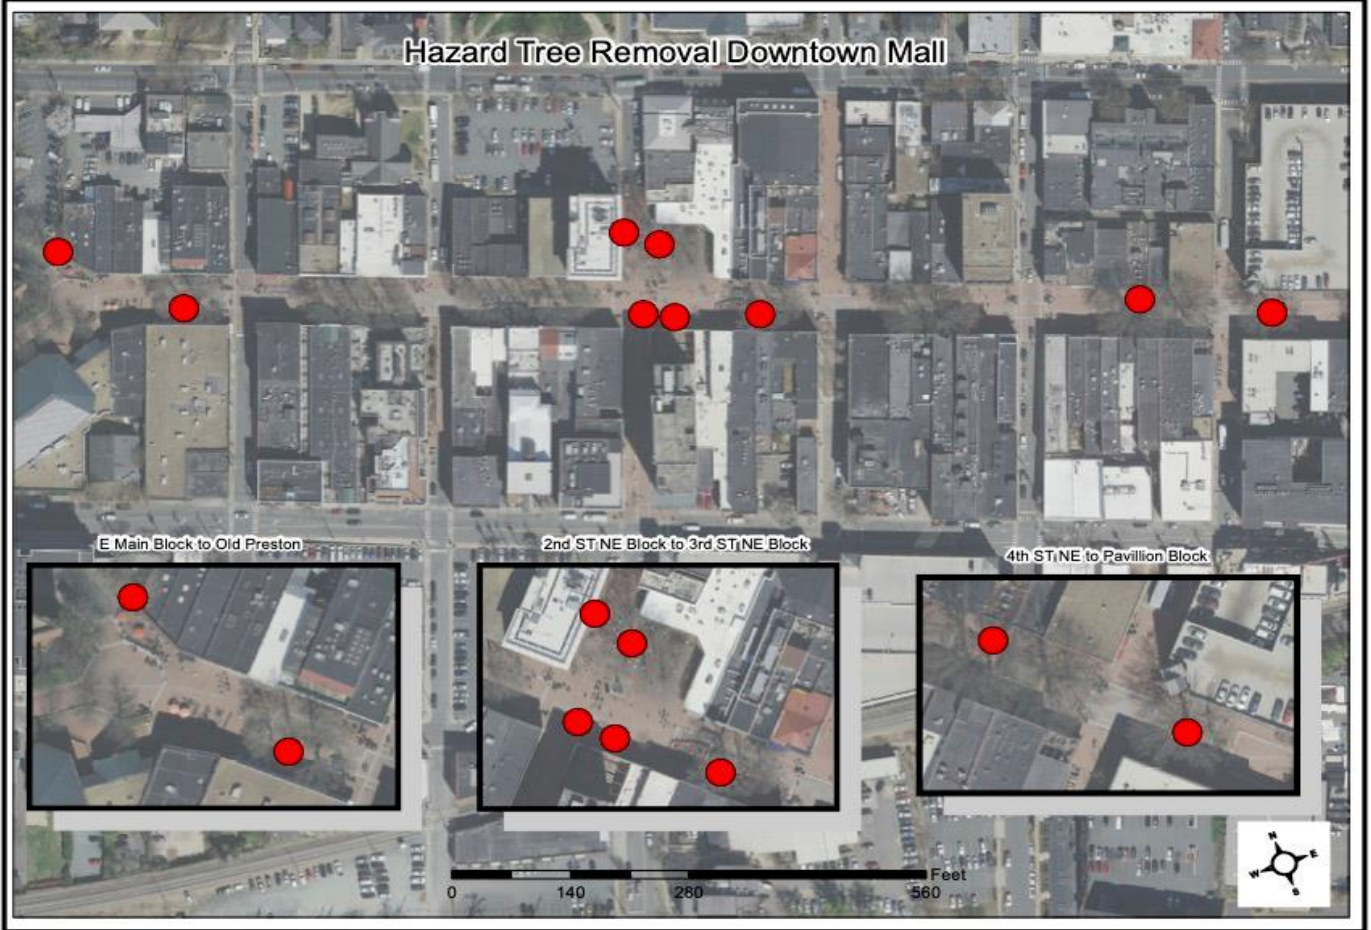 Hazard Tree Removal Downtown Mall
E Main Block to Old Preston
2nd ST NE Block to 3rd ST NE Block
4th ST NE to Pavillion Block
Feet
0 140 280 560
N
E
W
S